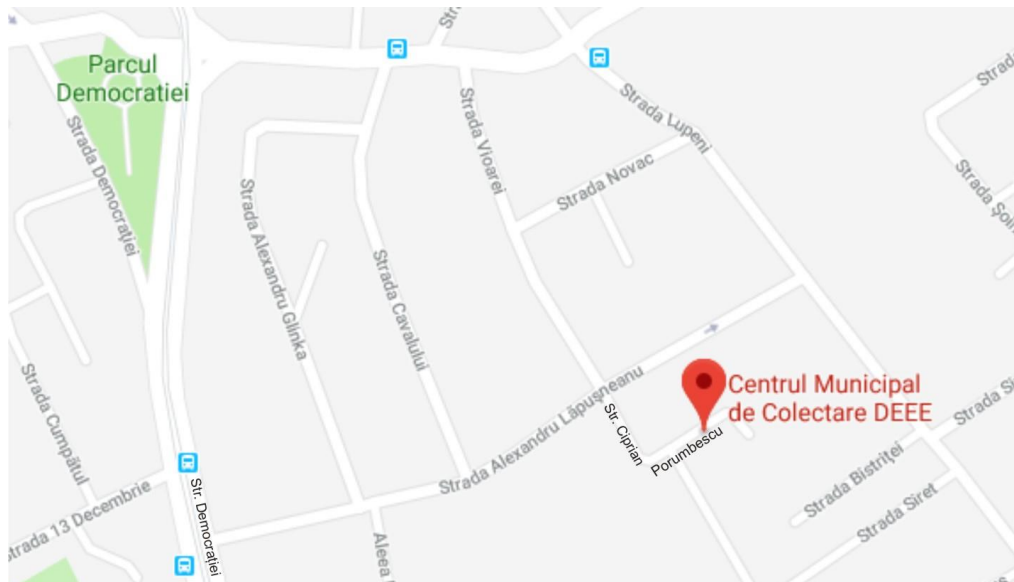 Parcul
Democratiei
Strada Democrației
Strada Lupeni
Strada Vioarei
Strada Novac
Strada
Strada Alexandru Glinka
Strada Cavalului
Centrul Municipal
de Colectare DEEE
Strada Alexandru Lăpușneanu
Str. Ciprian
Porumbescu
Strada Cumpătul
Strada 13 Decembrie
Str. Democrației
Strada Bistriței
Strada Siret
Strada
Aleea